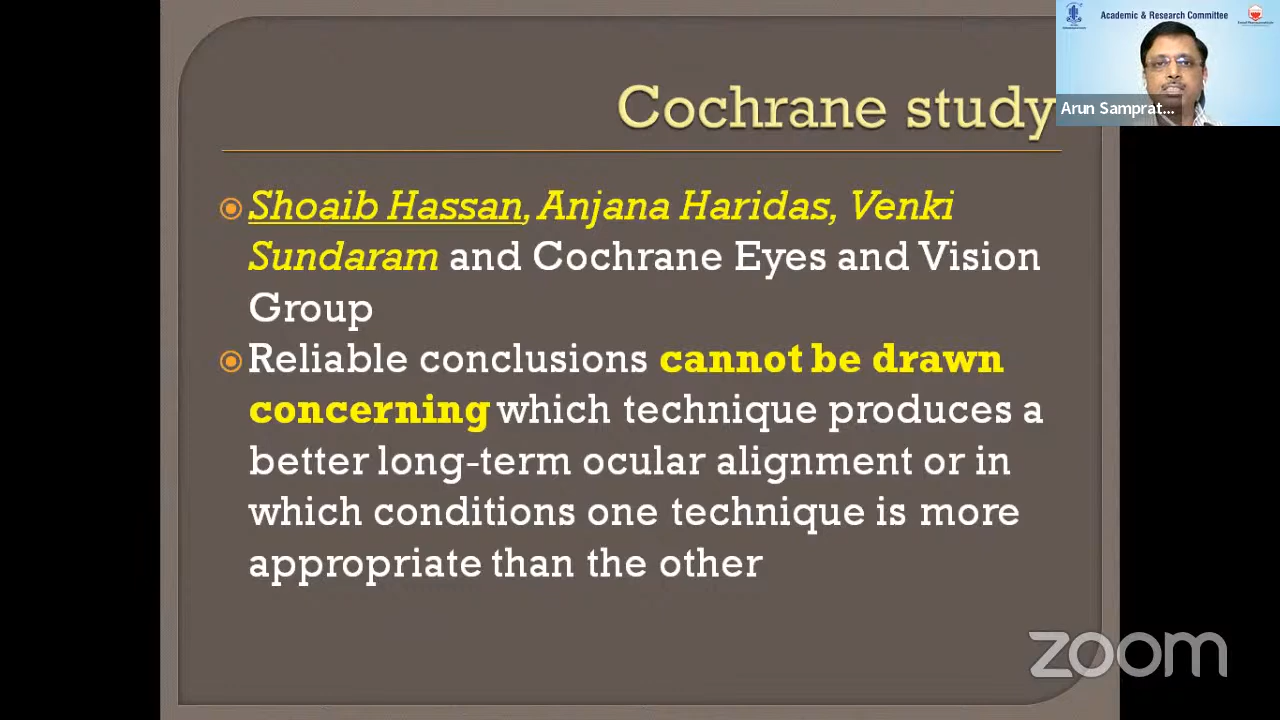 Academic & Research Committee
Arun Samprat...
Cochrane study
Shoaib Hassan, Anjana Haridas, Venki
Sundaram and Cochrane Eyes and Vision
Group
Reliable conclusions cannot be drawn
concerning which technique produces a
better long-term ocular alignment or in
which conditions one technique is more
appropriate than the other
zoom